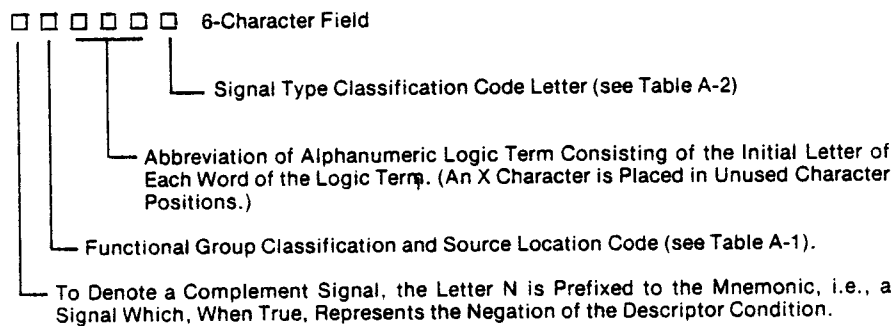 6-Character Field
Signal Type Classification Code Letter (see Table A-2)
Abbreviation of Alphanumeric Logic Term Consisting of the Initial Letter of
Each Word of the Logic Term. (An X Character is Placed in Unused Character
Positions.)
Functional Group Classification and Source Location Code (see Table A-1).
To Denote a Complement Signal, the Letter N is Prefixed to the Mnemonic, i.e., a
Signal Which, When True, Represents the Negation of the Descriptor Condition.